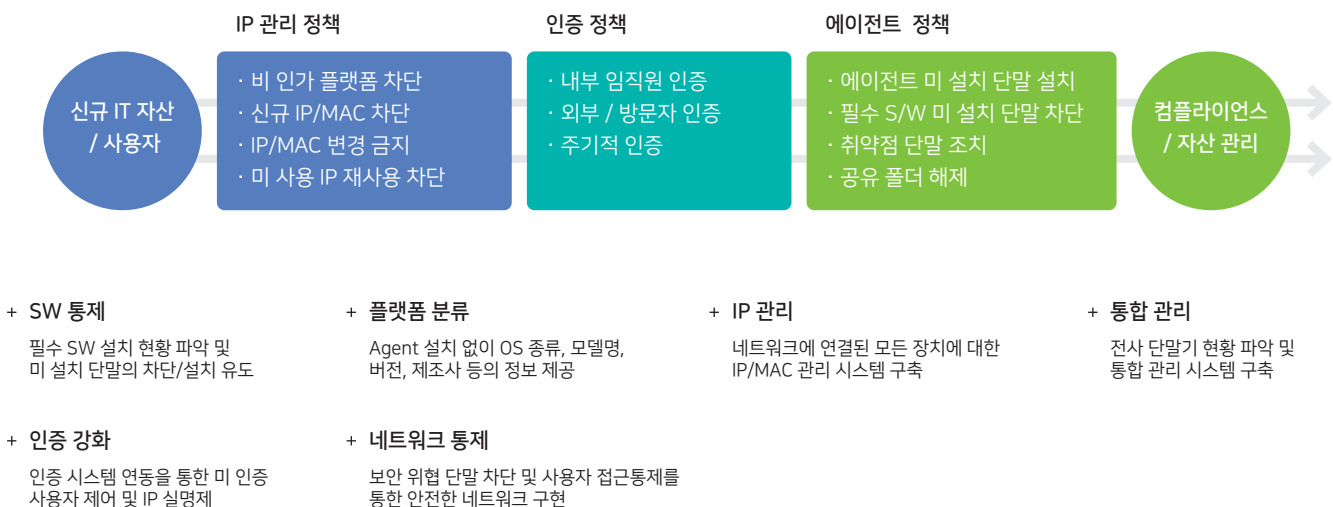 IP 관리 정책
인증 정책
에이전트 정책
신규 IT 자산
/ 사용자
· 비 인가 플랫폼 차단
· 신규 IP/MAC 차단
· IP/MAC 변경 금지
· 미 사용 IP 재사용 차단
· 내부 임직원 인증
· 외부 / 방문자 인증
· 주기적 인증
· 에이전트 미 설치 단말 설치
· 필수 S/W 미 설치 단말 차단
· 취약점 단말 조치
· 공유 폴더 해제
컴플라이언스
/ 자산 관리
+ SW 통제
필수 SW 설치 현황 파악 및
미 설치 단말의 차단/설치 유도
+ 플랫폼 분류
Agent 설치 없이 OS 종류, 모델명,
버전, 제조사 등의 정보 제공
+ IP 관리
네트워크에 연결된 모든 장치에 대한
IP/MAC 관리 시스템 구축
+ 통합 관리
전사 단말기 현황 파악 및
통합 관리 시스템 구축
+ 인증 강화
인증 시스템 연동을 통한 미 인증
사용자 제어 및 IP 실명제
+ 네트워크 통제
보안 위협 단말 차단 및 사용자 접근통제를
통한 안전한 네트워크 구현